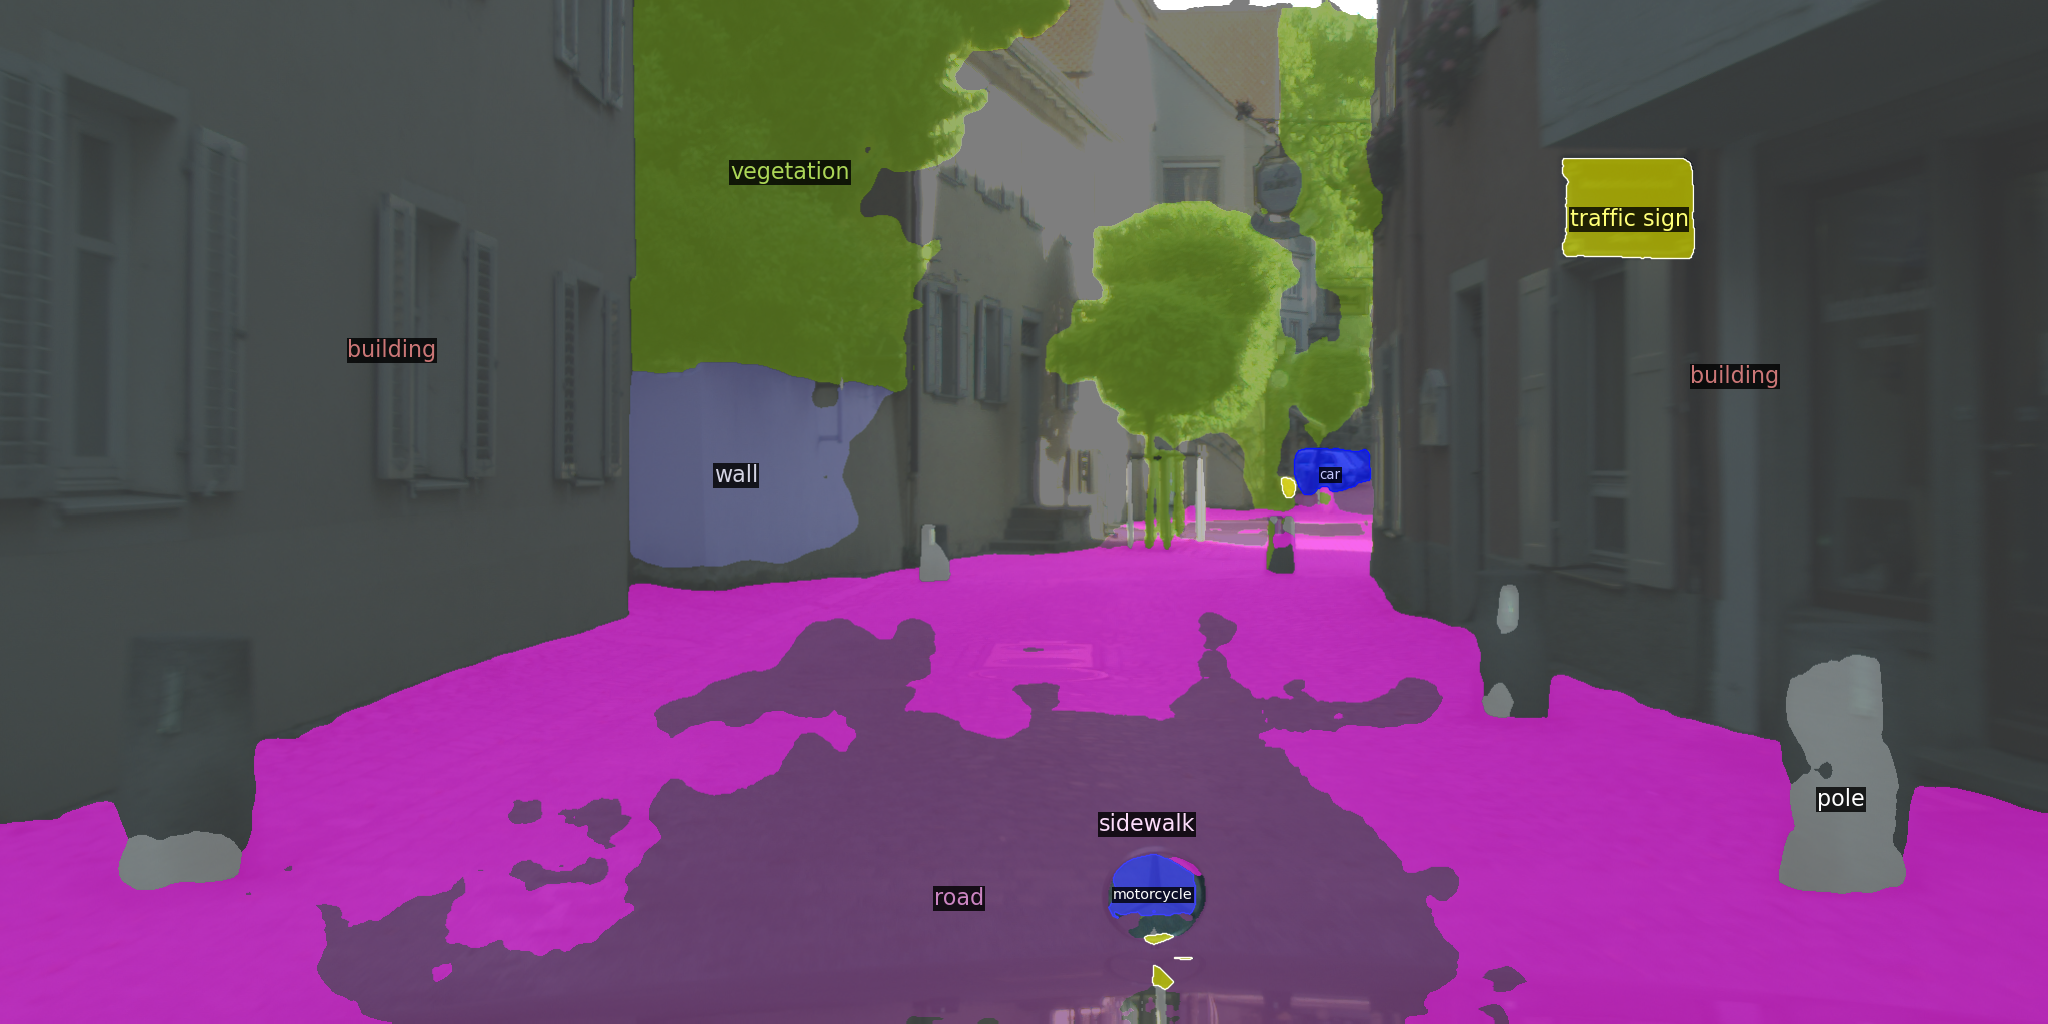 vegetation
traffic sign
building
building
wall
car
pole
sidewalk
road
motorcycle